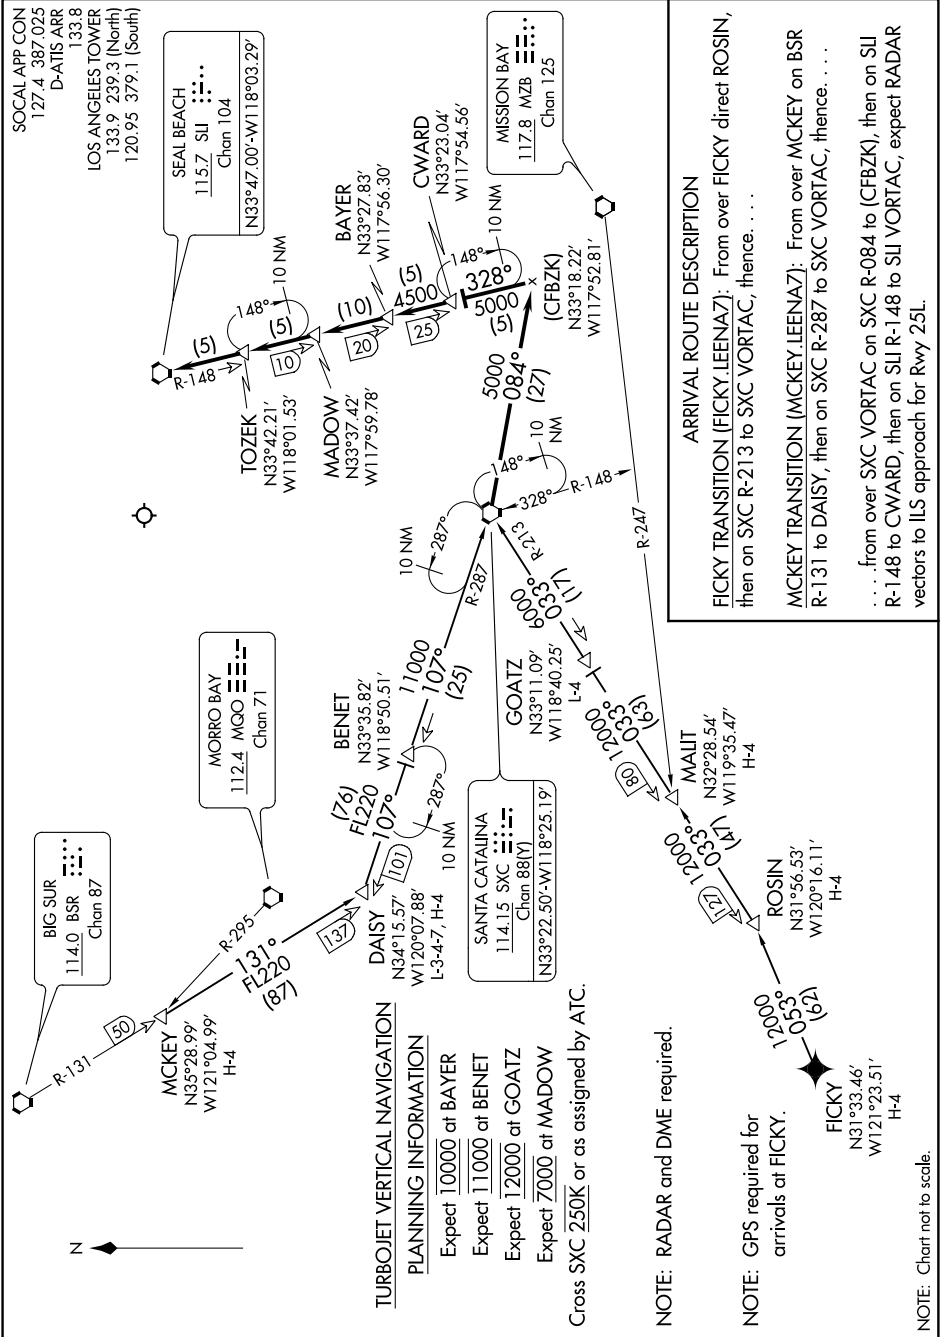 SOCAL APP CON
127.4 387.025
D-ATIS ARR
133.8
LOS ANGELES TOWER
133.9 239.3 (North)
120.95 379.1 (South)
SEAL BEACH
115.7 SLI
Chan 104
N33°47.00′-W118°03.29′
MISSION BAY
117.8 MZB
Chan 125
(5)
R-148
TOZEK
N33°42.21′
W118°01.53′
148°
10 NM
(5)
10
MADOW
N33°37.42′
W117°59.78′
(10)
20
BAYER
N33°27.83′
W117°56.30′
(5)
4500
25
CWARD
N33°23.04′
W117°54.56′
148°
10 NM
328°
5000
(5)
(CFBZK)
N33°18.22′
W117°52.81′
5000
084°
(27)
148°
10
NM
328°
R-148
R-247
BIG SUR
114.0 BSR
Chan 87
R-131
50
MCKEY
N35°28.99′
W121°04.99′
H-4
MORRO BAY
112.4 MQO
Chan 71
R-295
131°
FL220
(87)
137
DAISY
N34°15.57′
W120°07.88′
L-3-4-7, H-4
101
(76)
FL220
107°
287°
10 NM
BENET
N33°35.82′
W118°50.51′
11000
107°
(25)
10 NM
287°
R-287
SANTA CATALINA
114.15 SXC
Chan 88(Y)
N33°22.50′-W118°25.19′
R-213
6000
033°
(17)
GOATZ
N33°11.09′
W118°40.25′
L-4
12000
033°
(63)
80
MALIT
N32°28.54′
W119°35.47′
H-4
12000
033°
(47)
127
ROSIN
N31°56.53′
W120°16.11′
H-4
12000
053°
(62)
FICKY
N31°33.46′
W121°23.51′
H-4
N
TURBOJET VERTICAL NAVIGATION
PLANNING INFORMATION
Expect 10000 at BAYER
Expect 11000 at BENET
Expect 12000 at GOATZ
Expect 7000 at MADOW
Cross SXC 250K or as assigned by ATC.
NOTE: RADAR and DME required.
NOTE: GPS required for
arrivals at FICKY.
NOTE: Chart not to scale.
ARRIVAL ROUTE DESCRIPTION
FICKY TRANSITION (FICKY.LEENA7): From over FICKY direct ROSIN,
then on SXC R-213 to SXC VORTAC, thence. . . .
MCKEY TRANSITION (MCKEY.LEENA7): From over MCKEY on BSR
R-131 to DAISY, then on SXC R-287 to SXC VORTAC, thence. . . .
. . . .from over SXC VORTAC on SXC R-084 to (CFBZK), then on SLI
R-148 to CWARD, then on SLI R-148 to SLI VORTAC, expect RADAR
vectors to ILS approach for Rwy 25L.